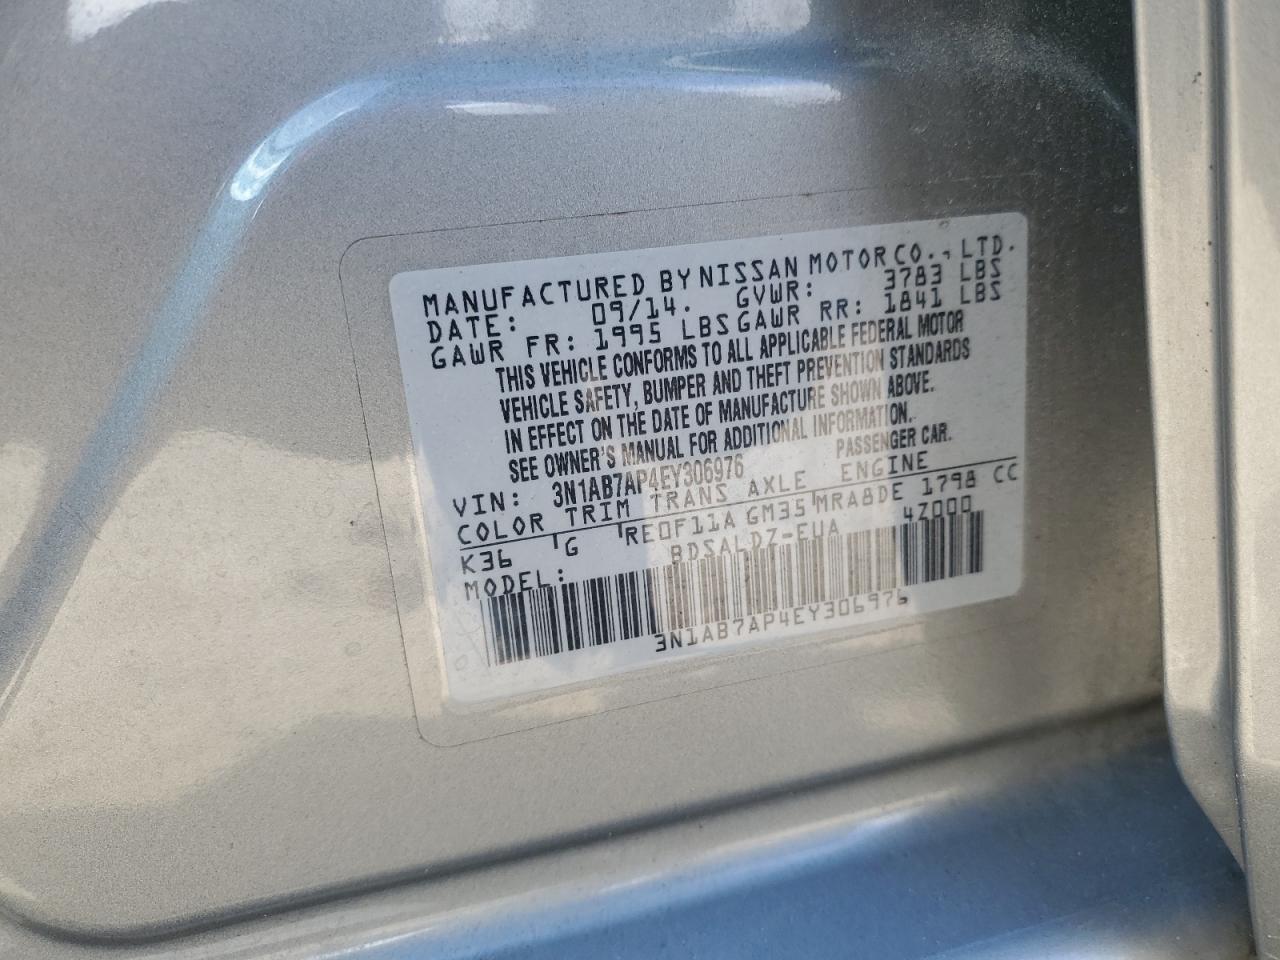 MANUFACTURED BY NISSAN MOTOR CO., LTD.
DATE: 09/14. GVWR: 3783 LBS
GAWR FR: 1995 LBS GAWR RR: 1841 LBS
THIS VEHICLE CONFORMS TO ALL APPLICABLE FEDERAL MOTOR
VEHICLE SAFETY, BUMPER AND THEFT PREVENTION STANDARDS
IN EFFECT ON THE DATE OF MANUFACTURE SHOWN ABOVE.
SEE OWNER'S MANUAL FOR ADDITIONAL INFORMATION.
VIN: 3N1AB7AP4EY306976 PASSENGER CAR.
COLOR TRIM TRANS AXLE ENGINE
K36 G RE0F11A GM35 MRA8DE 1798 CC
MODEL: BDSALDZ-EUA 4Z000
3N1AB7AP4EY306976